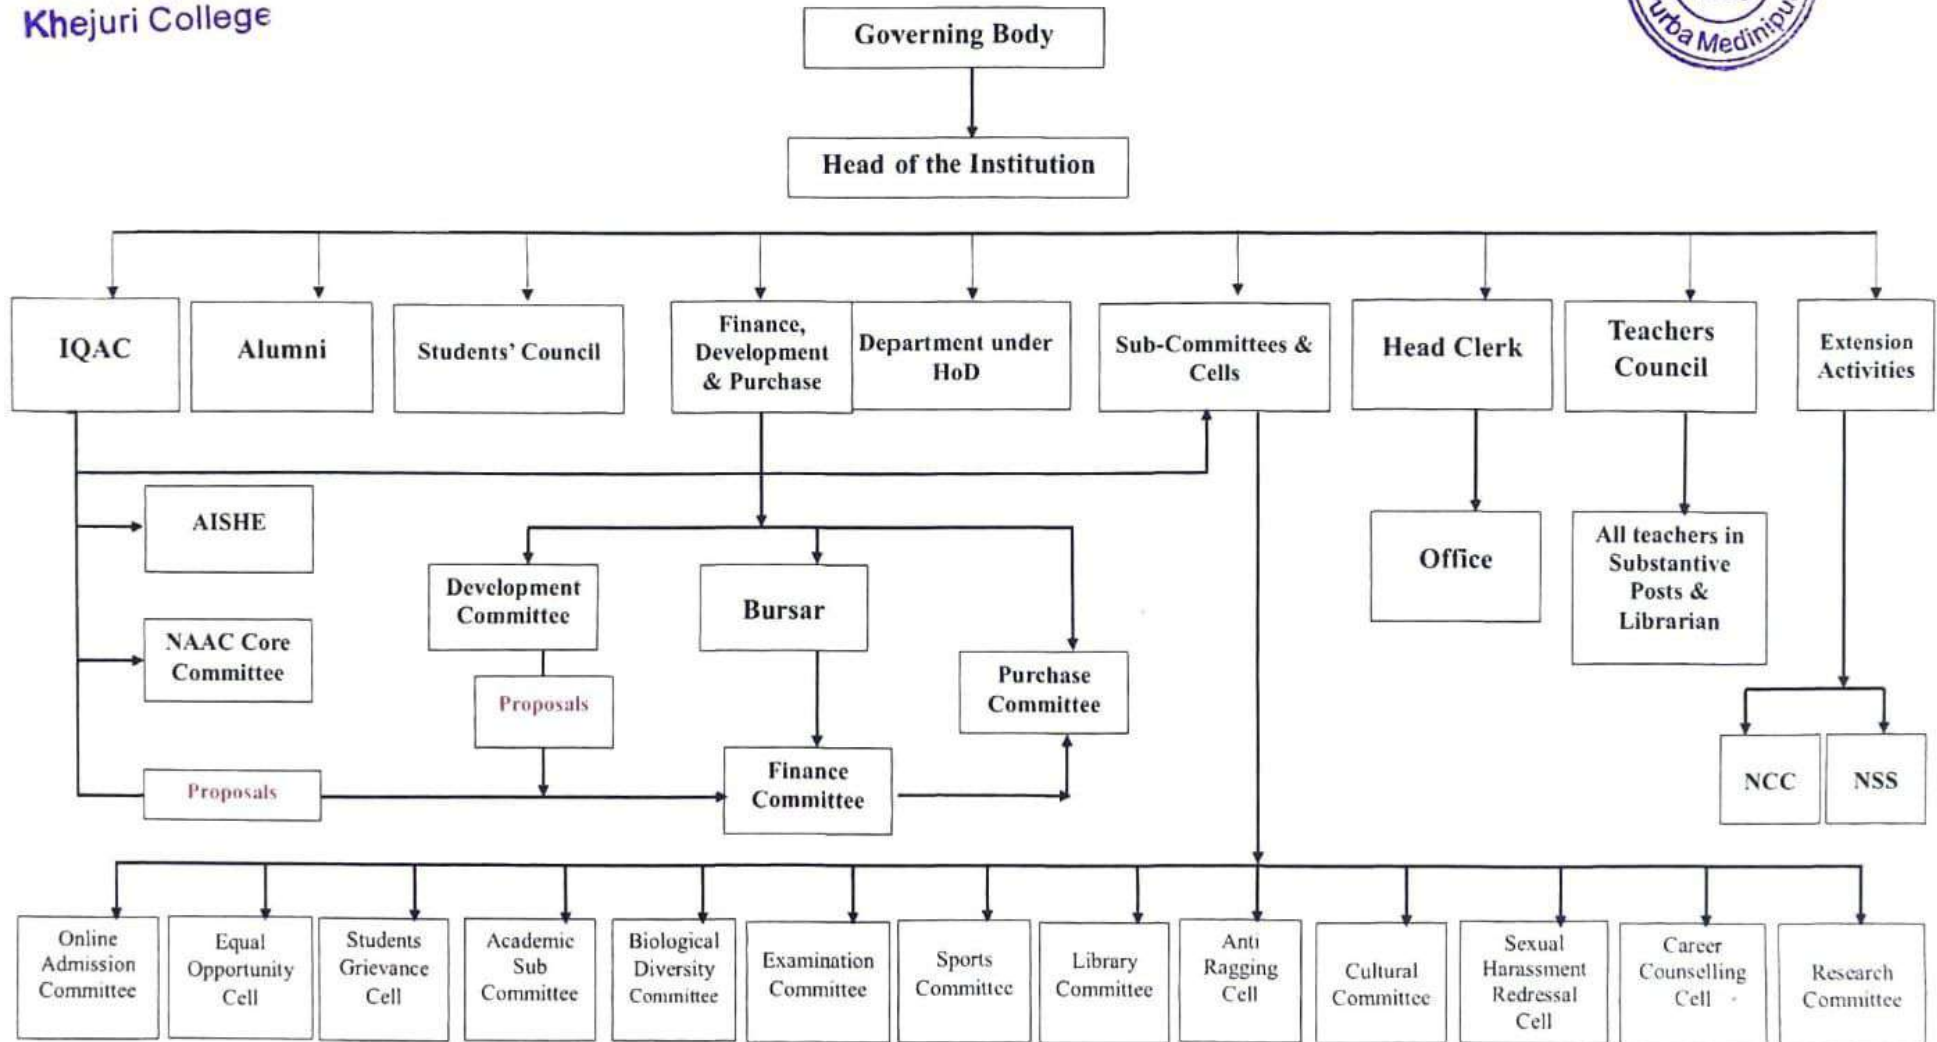 Khejuri College
urba Medinipu
Governing Body
Head of the Institution
IQAC
Alumni
Students' Council
Finance,
Development
& Purchase
Department under
HoD
Sub-Committees &
Cells
Head Clerk
Teachers
Council
Extension
Activities
AISHE
NAAC Core
Committee
Proposals
Development
Committee
Proposals
Bursar
Finance
Committee
Purchase
Committee
Office
All teachers in
Substantive
Posts &
Librarian
NCC
NSS
Online
Admission
Committee
Equal
Opportunity
Cell
Students
Grievance
Cell
Academic
Sub
Committee
Biological
Diversity
Committee
Examination
Committee
Sports
Committee
Library
Committee
Anti
Ragging
Cell
Cultural
Committee
Sexual
Harassment
Redressal
Cell
Career
Counselling
Cell
Research
Committee